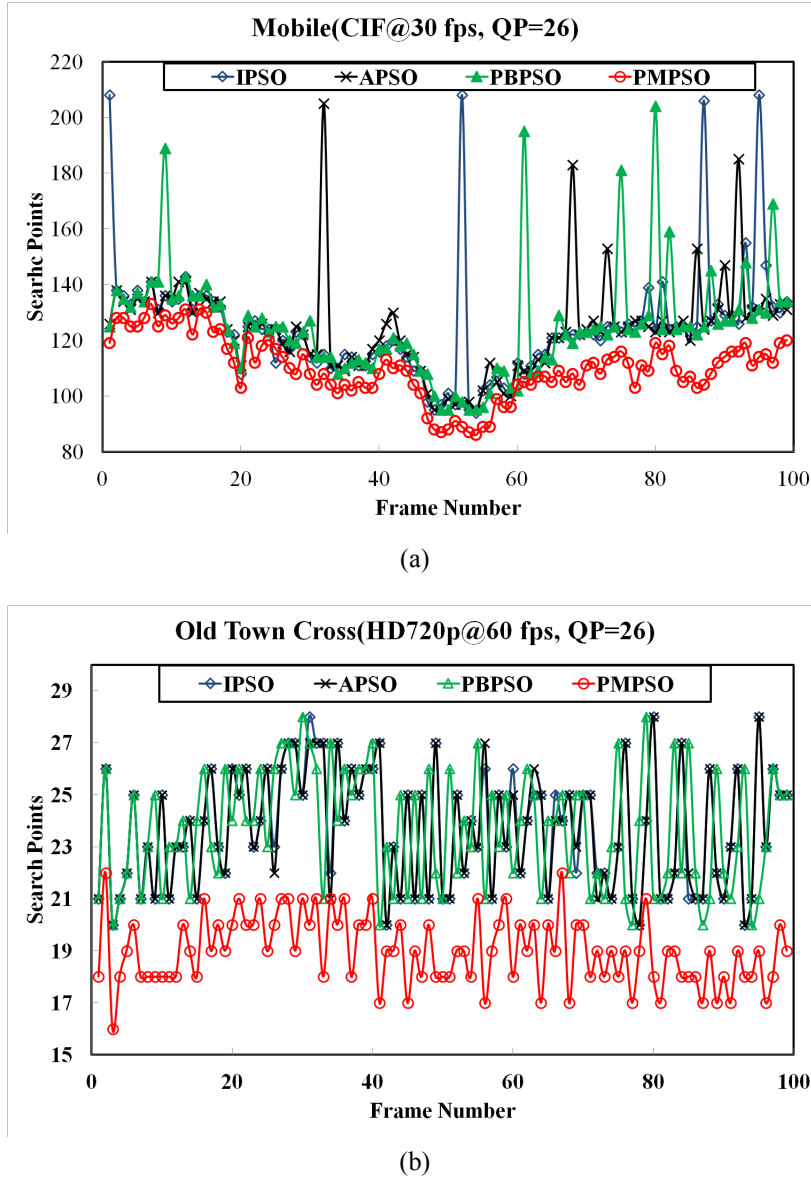 Mobile(CIF@30 fps, QP=26)
IPSO APSO PBPSO PMPSO
220
200
180
160
140
120
100
80
Searhc Points
0 20 40 60 80 100
Frame Number
(a)
Old Town Cross(HD720p@60 fps, QP=26)
IPSO APSO PBPSO PMPSO
29
27
25
23
21
19
17
15
Search Points
0 20 40 60 80 100
Frame Number
(b)